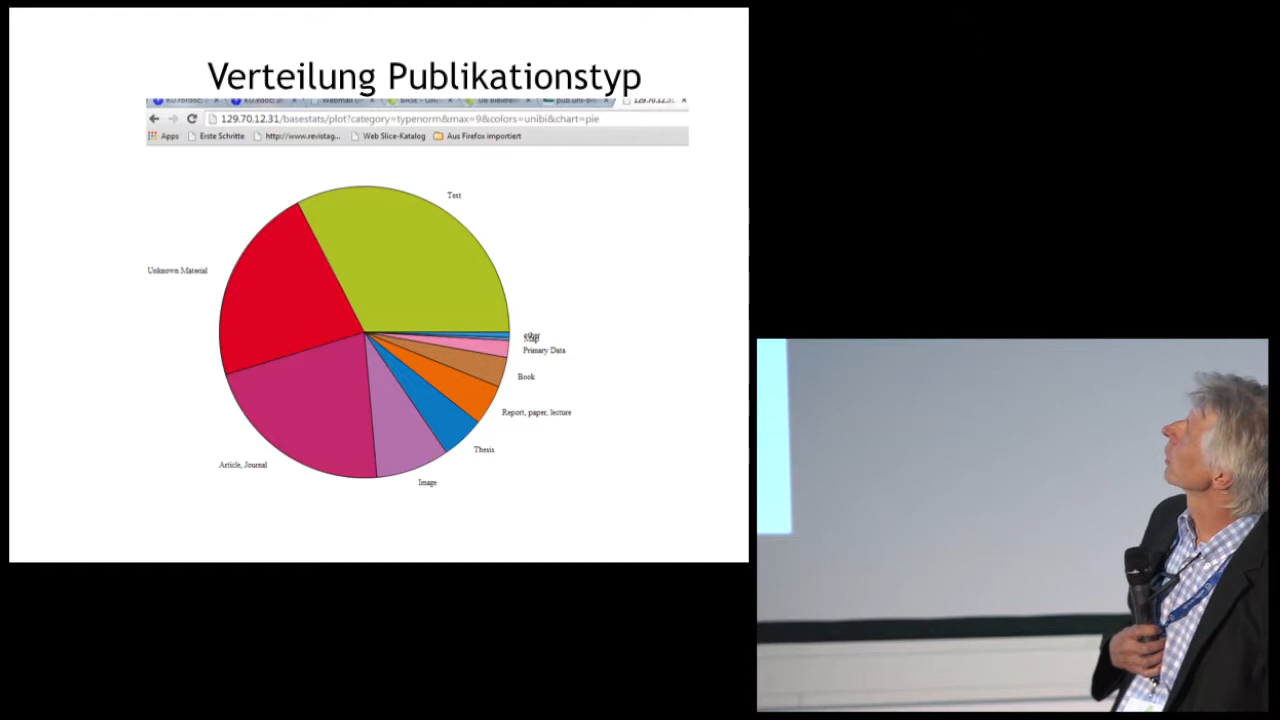 Verteilung Publikationstyp
129.70.12.31/basestats/plot?category=typenorm&max=9&colors=unibi&chart=pie
Apps Erste Schritte http://www.revistag... Web Slice-Katalog Aus Firefox importiert
Text
Unknown Material
other
Map
Primary Data
Book
Report, paper, lecture
Thesis
Article, Journal
Image